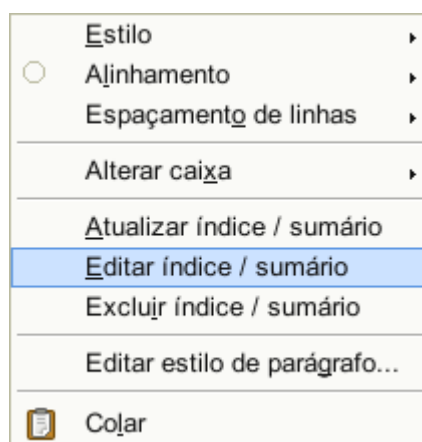 Estilo
Alinhamento
Espaçamento de linhas
Alterar caixa
Atualizar índice / sumário
Editar índice / sumário
Excluir índice / sumário
Editar estilo de parágrafo...
Colar